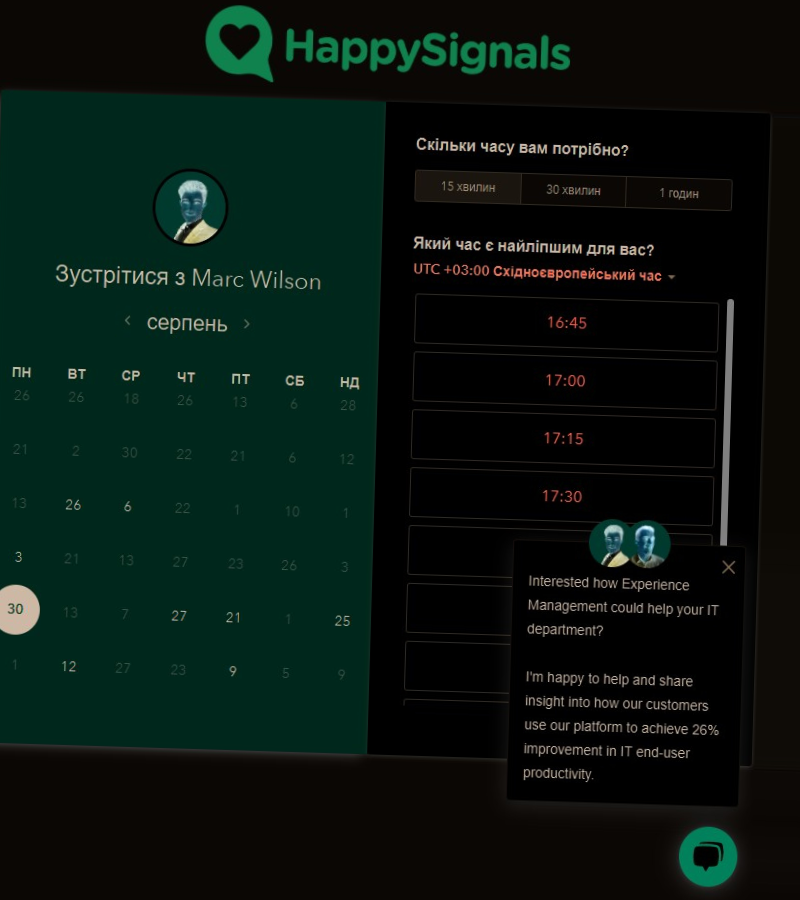 HappySignals
Зустрітися з Marc Wilson
серпень
ПН ВТ СР ЧТ ПТ СБ НД
26 26 18 26 13 6 28
21 2 30 22 21 6 12
13 26 6 22 1 10 1
3 21 13 27 23 26 3
30 13 7 27 21 1 25
1 12 27 23 9 5 9
Скільки часу вам потрібно?
15 хвилин 30 хвилин 1 годин
Який час є найліпшим для вас?
UTC +03:00 Східноєвропейський час
16:45
17:00
17:15
17:30
Interested how Experience
Management could help your IT
department?
I'm happy to help and share
insight into how our customers
use our platform to achieve 26%
improvement in IT end-user
productivity.